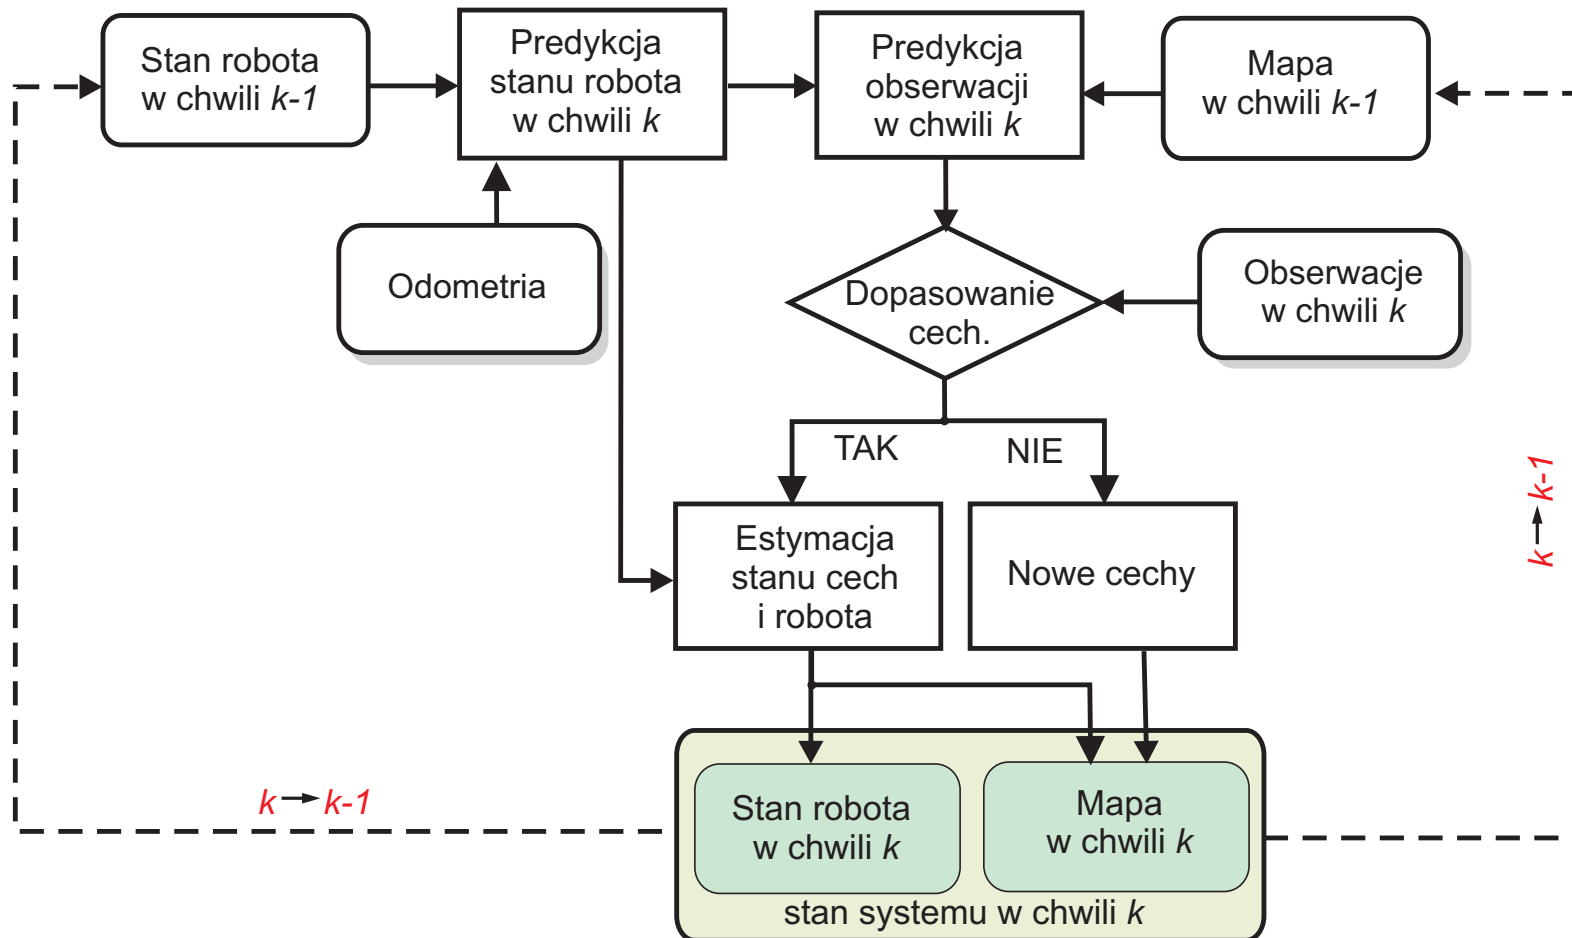 Stan robota
w chwili k-1
Predykcja
stanu robota
w chwili k
Predykcja
obserwacji
w chwili k
Mapa
w chwili k-1
Odometria
Dopasowanie
cech.
Obserwacje
w chwili k
TAK
NIE
Estymacja
stanu cech
i robota
Nowe cechy
k → k-1
k → k-1
Stan robota
w chwili k
Mapa
w chwili k
stan systemu w chwili k